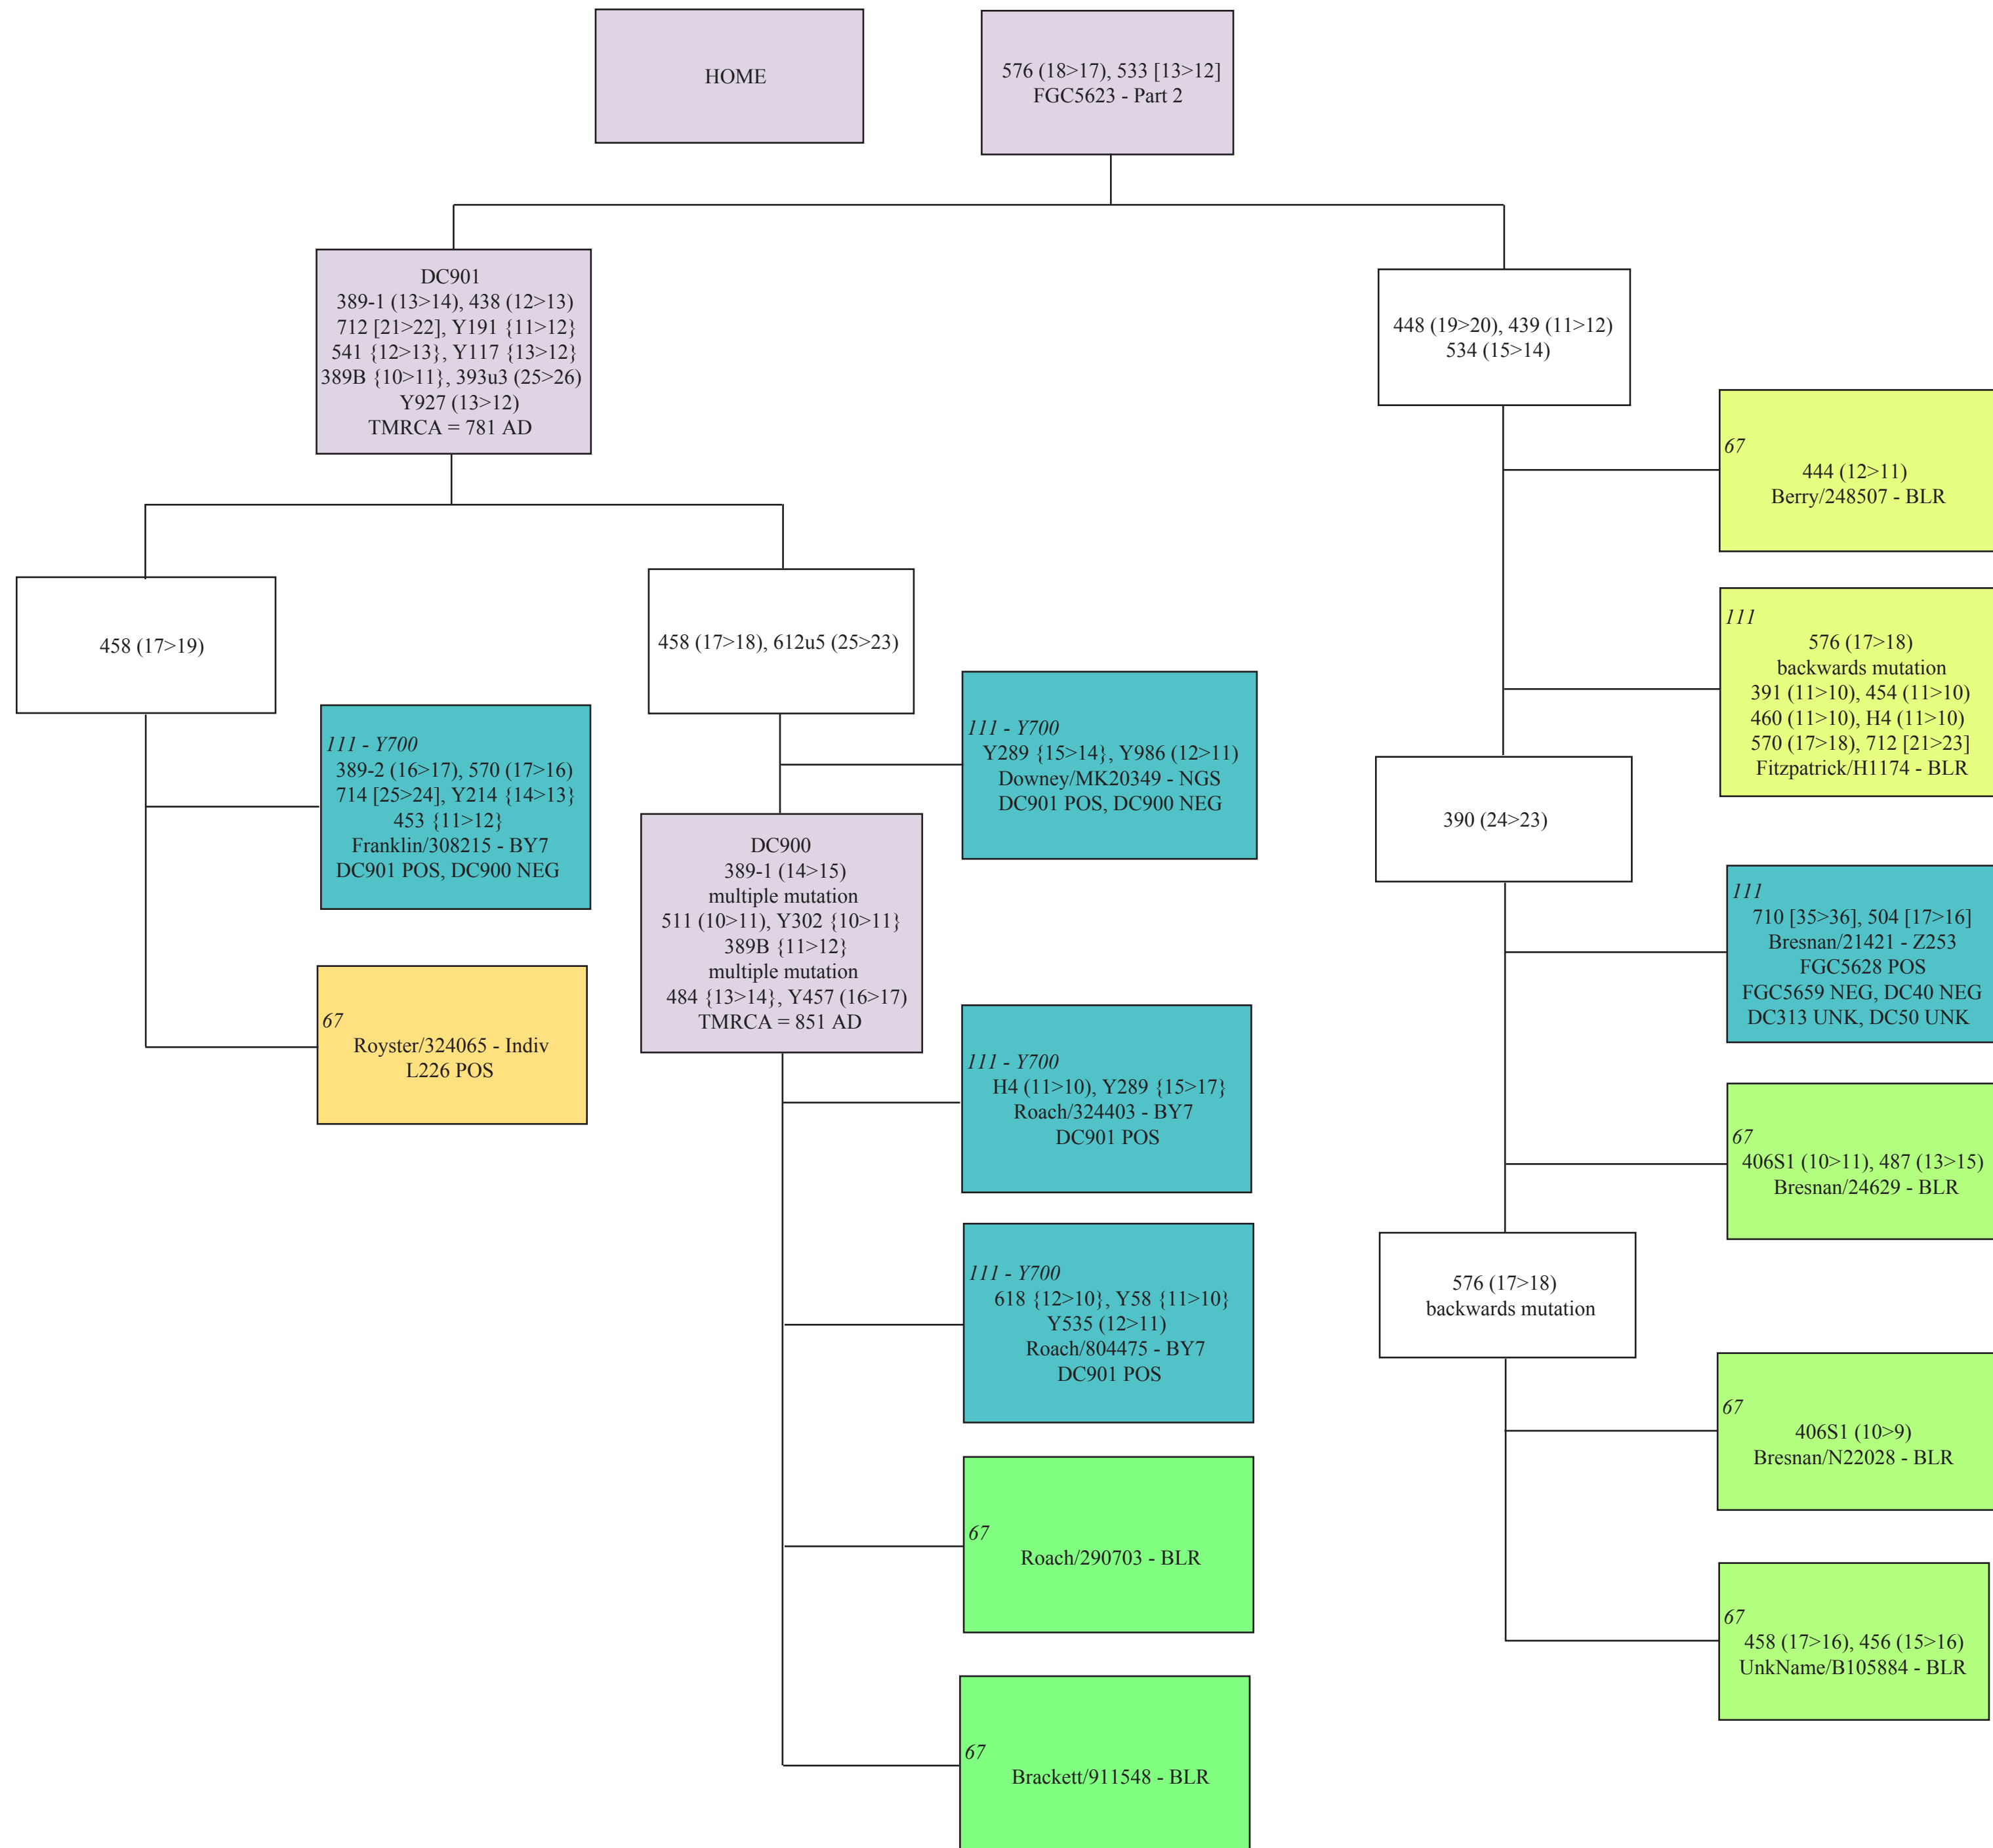 HOME
576 (18>17), 533 [13>12]
FGC5623 - Part 2
DC901
389-1 (13>14), 438 (12>13)
712 [21>22], Y191 {11>12}
541 {12>13}, Y117 {13>12}
389B {10>11}, 393u3 (25>26)
Y927 (13>12)
TMRCA = 781 AD
448 (19>20), 439 (11>12)
534 (15>14)
67
444 (12>11)
Berry/248507 - BLR
458 (17>19)
458 (17>18), 612u5 (25>23)
111
576 (17>18)
backwards mutation
391 (11>10), 454 (11>10)
460 (11>10), H4 (11>10)
570 (17>18), 712 [21>23]
Fitzpatrick/H1174 - BLR
111 - Y700
389-2 (16>17), 570 (17>16)
714 [25>24], Y214 {14>13}
453 {11>12}
Franklin/308215 - BY7
DC901 POS, DC900 NEG
111 - Y700
Y289 {15>14}, Y986 (12>11)
Downey/MK20349 - NGS
DC901 POS, DC900 NEG
390 (24>23)
DC900
389-1 (14>15)
multiple mutation
511 (10>11), Y302 {10>11}
389B {11>12}
multiple mutation
484 {13>14}, Y457 (16>17)
TMRCA = 851 AD
111
710 [35>36], 504 [17>16]
Bresnan/21421 - Z253
FGC5628 POS
FGC5659 NEG, DC40 NEG
DC313 UNK, DC50 UNK
67
Royster/324065 - Indiv
L226 POS
111 - Y700
H4 (11>10), Y289 {15>17}
Roach/324403 - BY7
DC901 POS
67
406S1 (10>11), 487 (13>15)
Bresnan/24629 - BLR
111 - Y700
618 {12>10}, Y58 {11>10}
Y535 (12>11)
Roach/804475 - BY7
DC901 POS
576 (17>18)
backwards mutation
67
406S1 (10>9)
Bresnan/N22028 - BLR
67
Roach/290703 - BLR
67
458 (17>16), 456 (15>16)
UnkName/B105884 - BLR
67
Brackett/911548 - BLR